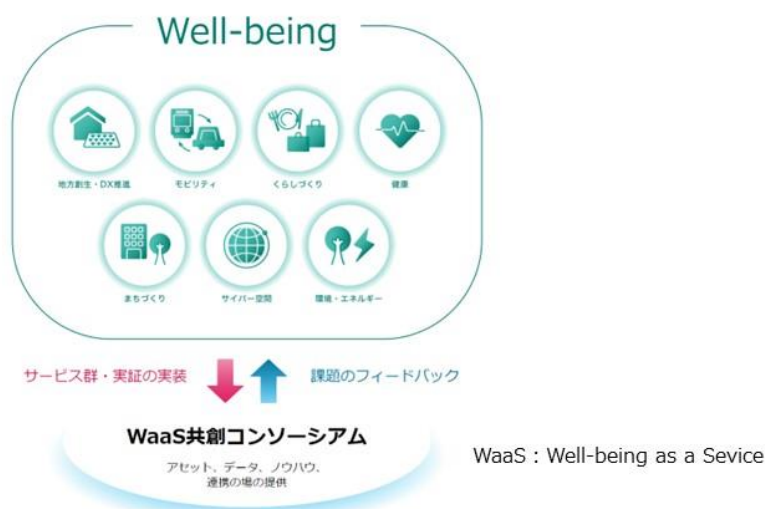 Well-being
地方創生・DX推進
モビリティ
くらしづくり
健康
まちづくり
サイバー空間
環境・エネルギー
サービス群・実証の実装
課題のフィードバック
WaaS共創コンソーシアム
アセット、データ、ノウハウ、
連携の場の提供
WaaS：Well-being as a Sevice